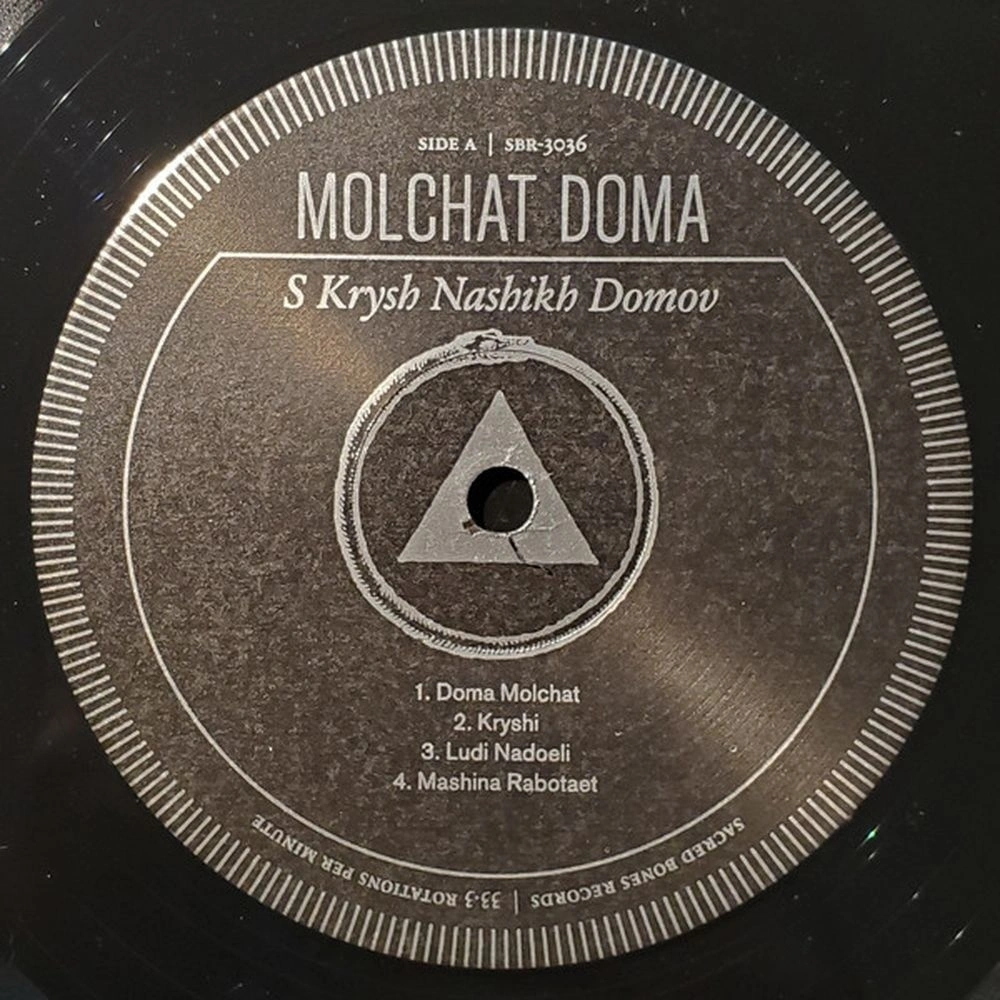 SIDE A | SBR-3036
MOLCHAT DOMA
S Krysh Nashikh Domov
1. Doma Molchat
2. Kryshi
3. Ludi Nadoeli
4. Mashina Rabotaet
SACRED BONES RECORDS | 33.3 ROTATIONS PER MINUTE